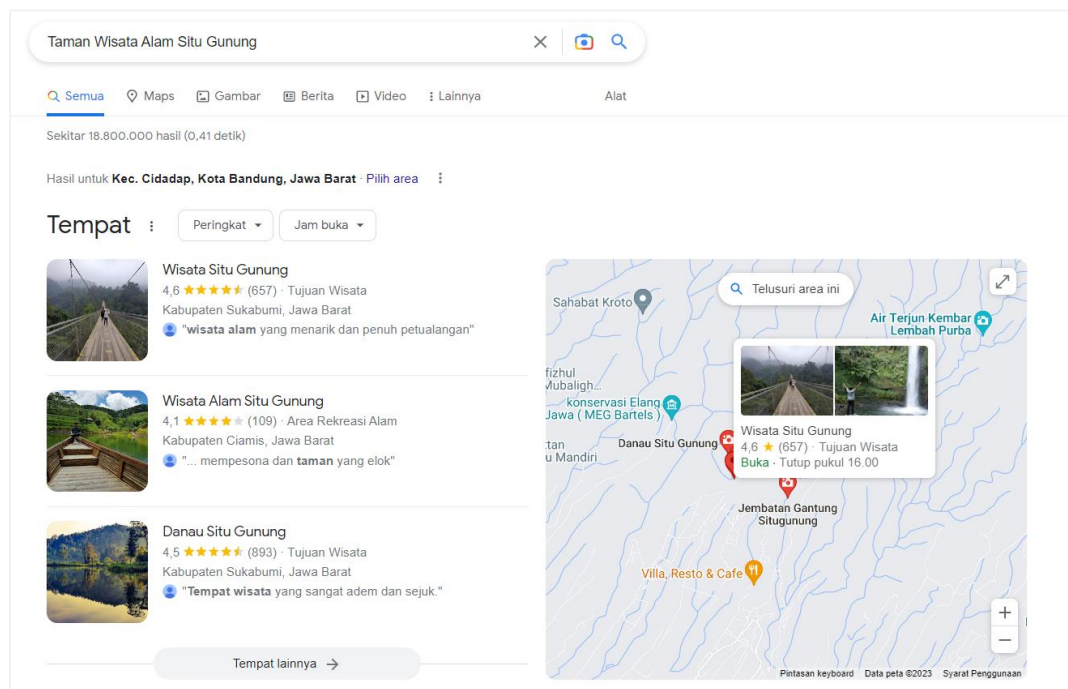 Taman Wisata Alam Situ Gunung
Semua
Maps
Gambar
Berita
Video
Lainnya
Alat
Sekitar 18.800.000 hasil (0,41 detik)
Hasil untuk Kec. Cidadap, Kota Bandung, Jawa Barat · Pilih area
Tempat
Peringkat
Jam buka
Wisata Situ Gunung
4,6 (657) · Tujuan Wisata
Kabupaten Sukabumi, Jawa Barat
"wisata alam yang menarik dan penuh petualangan"
Wisata Alam Situ Gunung
4,1 (109) · Area Rekreasi Alam
Kabupaten Ciamis, Jawa Barat
"... mempesona dan taman yang elok"
Danau Situ Gunung
4,5 (893) · Tujuan Wisata
Kabupaten Sukabumi, Jawa Barat
"Tempat wisata yang sangat adem dan sejuk."
Tempat lainnya
Telusuri area ini
Sahabat Kroto
Air Terjun Kembar
Lembah Purba
fizhul
Mubaligh...
konservasi Elang
Jawa ( MEG Bartels )
tan
u Mandiri
Danau Situ Gunung
Wisata Situ Gunung
4,6 ★ (657) · Tujuan Wisata
Buka · Tutup pukul 16.00
Jembatan Gantung
Situgunung
Villa, Resto & Cafe
+
−
Pintasan keyboard
Data peta ©2023
Syarat Penggunaan